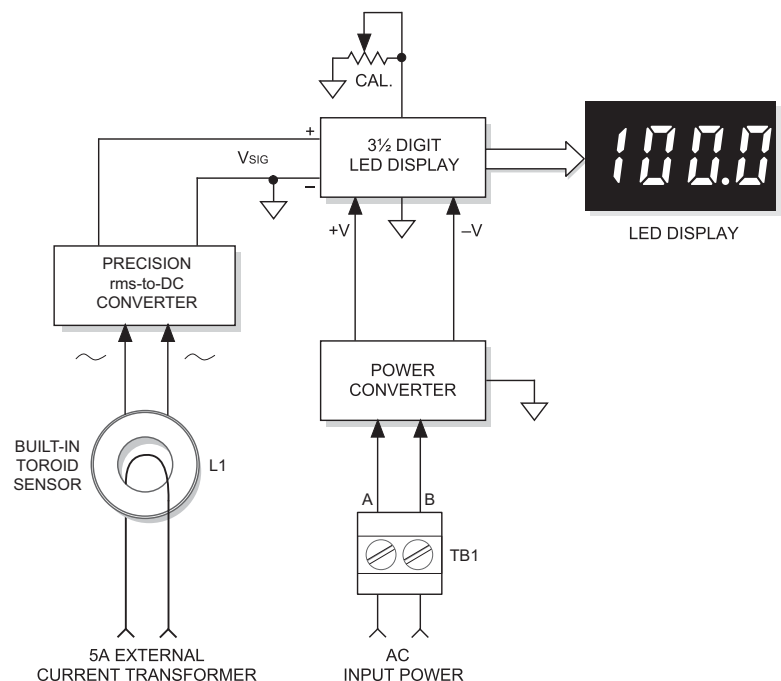 CAL.
+
VSIG
–
3½ DIGIT
LED DISPLAY
100.0
LED DISPLAY
+V
–V
PRECISION
rms-to-DC
CONVERTER
POWER
CONVERTER
BUILT-IN
TOROID
SENSOR
L1
A
B
TB1
5A EXTERNAL
CURRENT TRANSFORMER
AC
INPUT POWER